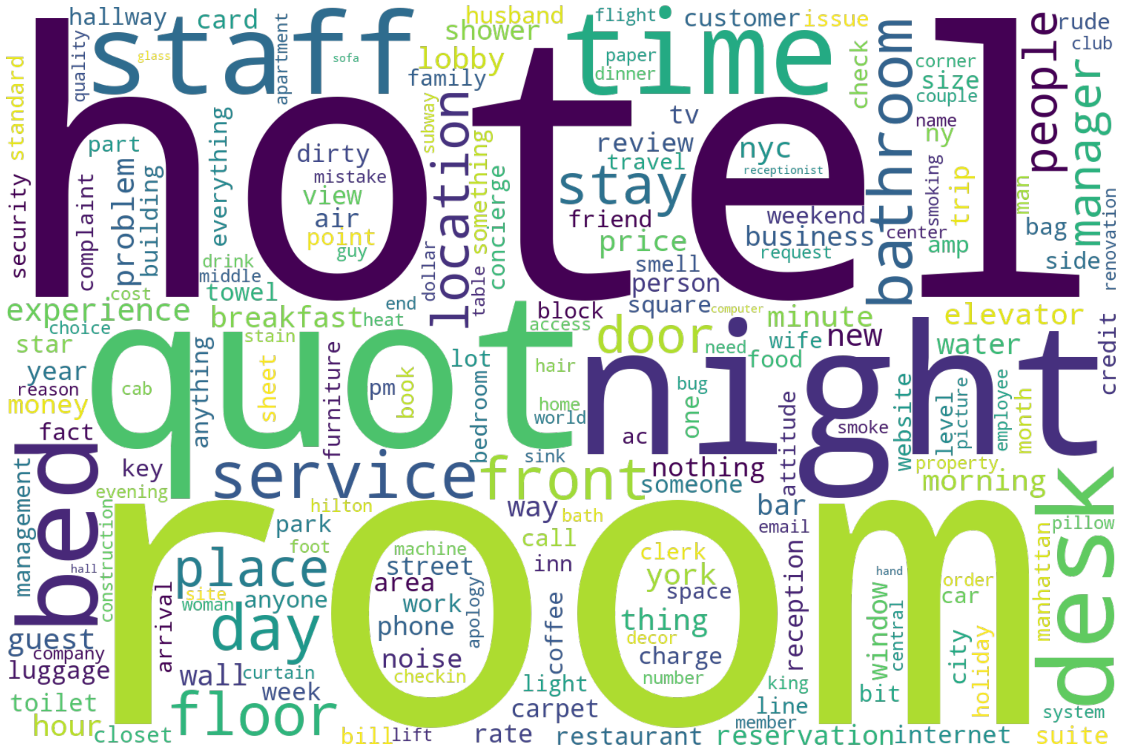 hotel
room
night
quot
staff
time
bed
desk
service
front
day
floor
place
stay
location
bathroom
people
manager
door
hallway
card
shower
husband
customer
issue
rude
club
flight
paper
dinner
lobby
family
check
corner
size
couple
name
ny
quality
glass
apartment
sofa
subway
tv
review
travel
nyc
receptionist
friend
weekend
business
request
center
smoking
trip
man
amp
bag
side
renovation
standard
security
part
complaint
problem
building
everything
dirty
mistake
view
air
point
guy
something
concierge
price
smell
person
square
drink
middle
towel
cost
dollar
table
end
block
experience
breakfast
choice
stain
heat
access
computer
minute
elevator
star
year
reason
money
cab
anything
sheet
furniture
pm
book
lot
bedroom
hair
home
world
need
wife
food
new
water
credit
bug
one
ac
attitude
smoke
website
level
picture
employee
month
fact
key
sink
nothing
someone
property
morning
management
evening
construction
hall
hilton
way
bath
call
bar
email
pillow
park
foot
machine
street
area
work
phone
apology
inn
clerk
york
space
thing
decor
charge
number
reception
hand
order
car
window
central
city
holiday
manhattan
site
woman
anyone
arrival
guest
company
luggage
noise
checkin
coffee
wall
curtain
week
light
carpet
king
line
member
bit
toilet
hour
closet
bill
lift
rate
restaurant
reservation
internet
system
suite